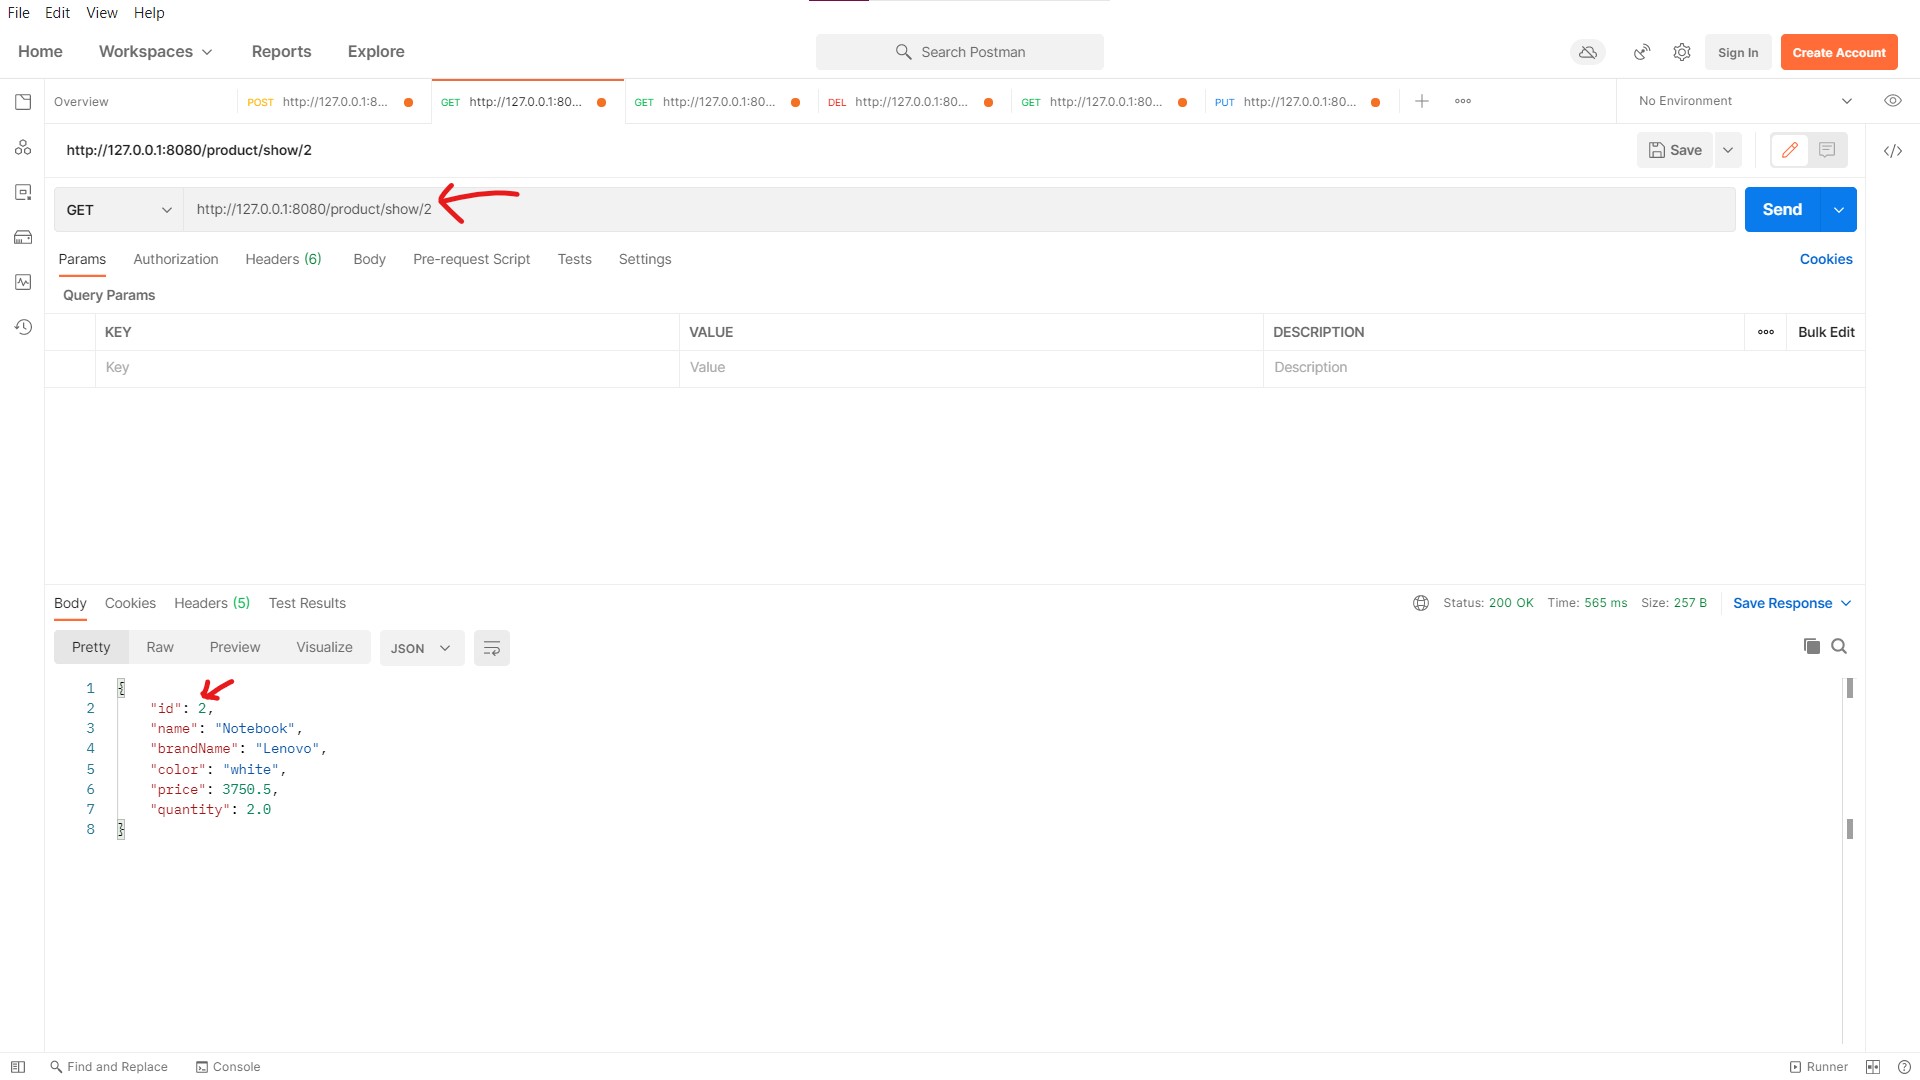 File Edit View Help
Home Workspaces Reports Explore Search Postman Sign In Create Account
Overview POST http://127.0.0.1:8... GET http://127.0.0.1:80... GET http://127.0.0.1:80... DEL http://127.0.0.1:80... GET http://127.0.0.1:80... PUT http://127.0.0.1:80... No Environment
http://127.0.0.1:8080/product/show/2 Save
GET http://127.0.0.1:8080/product/show/2 Send
Params Authorization Headers (6) Body Pre-request Script Tests Settings Cookies
Query Params
KEY VALUE DESCRIPTION Bulk Edit
Key Value Description
Body Cookies Headers (5) Test Results Status: 200 OK Time: 565 ms Size: 257 B Save Response
Pretty Raw Preview Visualize JSON
1 {
2 "id": 2,
3 "name": "Notebook",
4 "brandName": "Lenovo",
5 "color": "white",
6 "price": 3750.5,
7 "quantity": 2.0
8 }
Find and Replace Console Runner